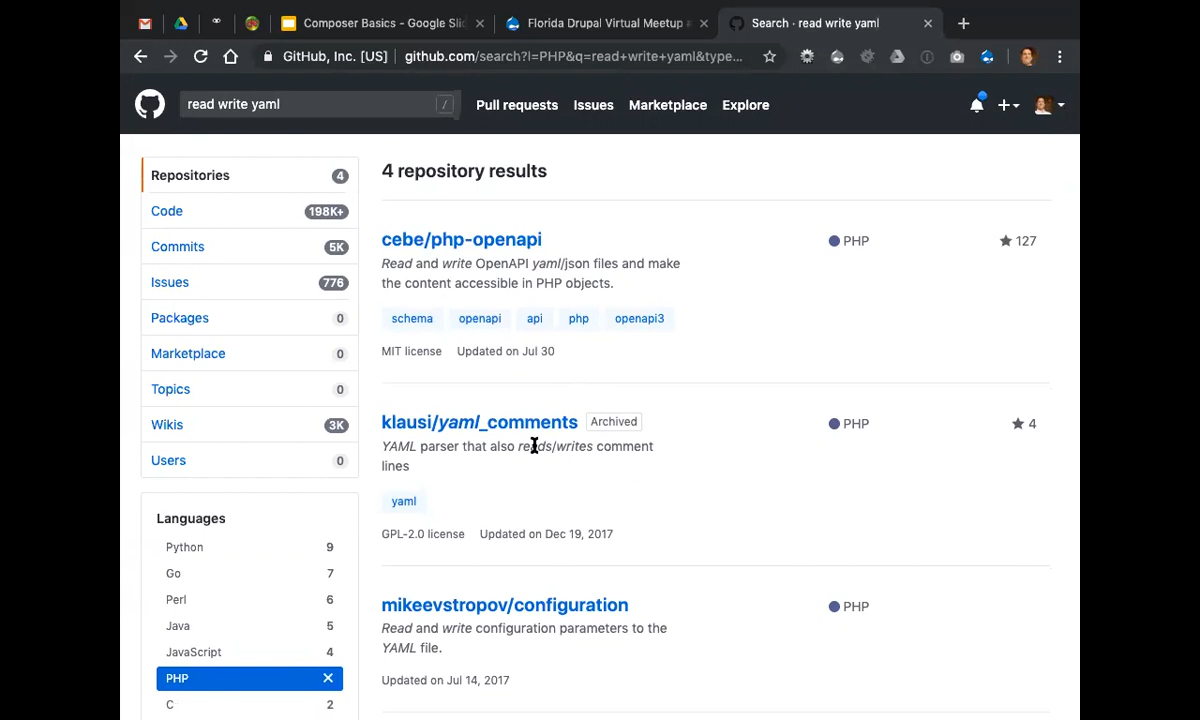 Composer Basics - Google Slid
Florida Drupal Virtual Meetup
Search · read write yaml
GitHub, Inc. [US]
github.com/search?l=PHP&q=read+write+yaml&type...
read write yaml
/
Pull requests
Issues
Marketplace
Explore
Repositories 4
Code 198K+
Commits 5K
Issues 776
Packages 0
Marketplace 0
Topics 0
Wikis 3K
Users 0
Languages
Python 9
Go 7
Perl 6
Java 5
JavaScript 4
PHP
C 2
4 repository results
cebe/php-openapi
PHP
127
Read and write OpenAPI yaml/json files and make
the content accessible in PHP objects.
schema openapi api php openapi3
MIT license Updated on Jul 30
klausi/yaml_comments Archived
PHP
4
YAML parser that also reads/writes comment
lines
yaml
GPL-2.0 license Updated on Dec 19, 2017
mikeevstropov/configuration
PHP
Read and write configuration parameters to the
YAML file.
Updated on Jul 14, 2017